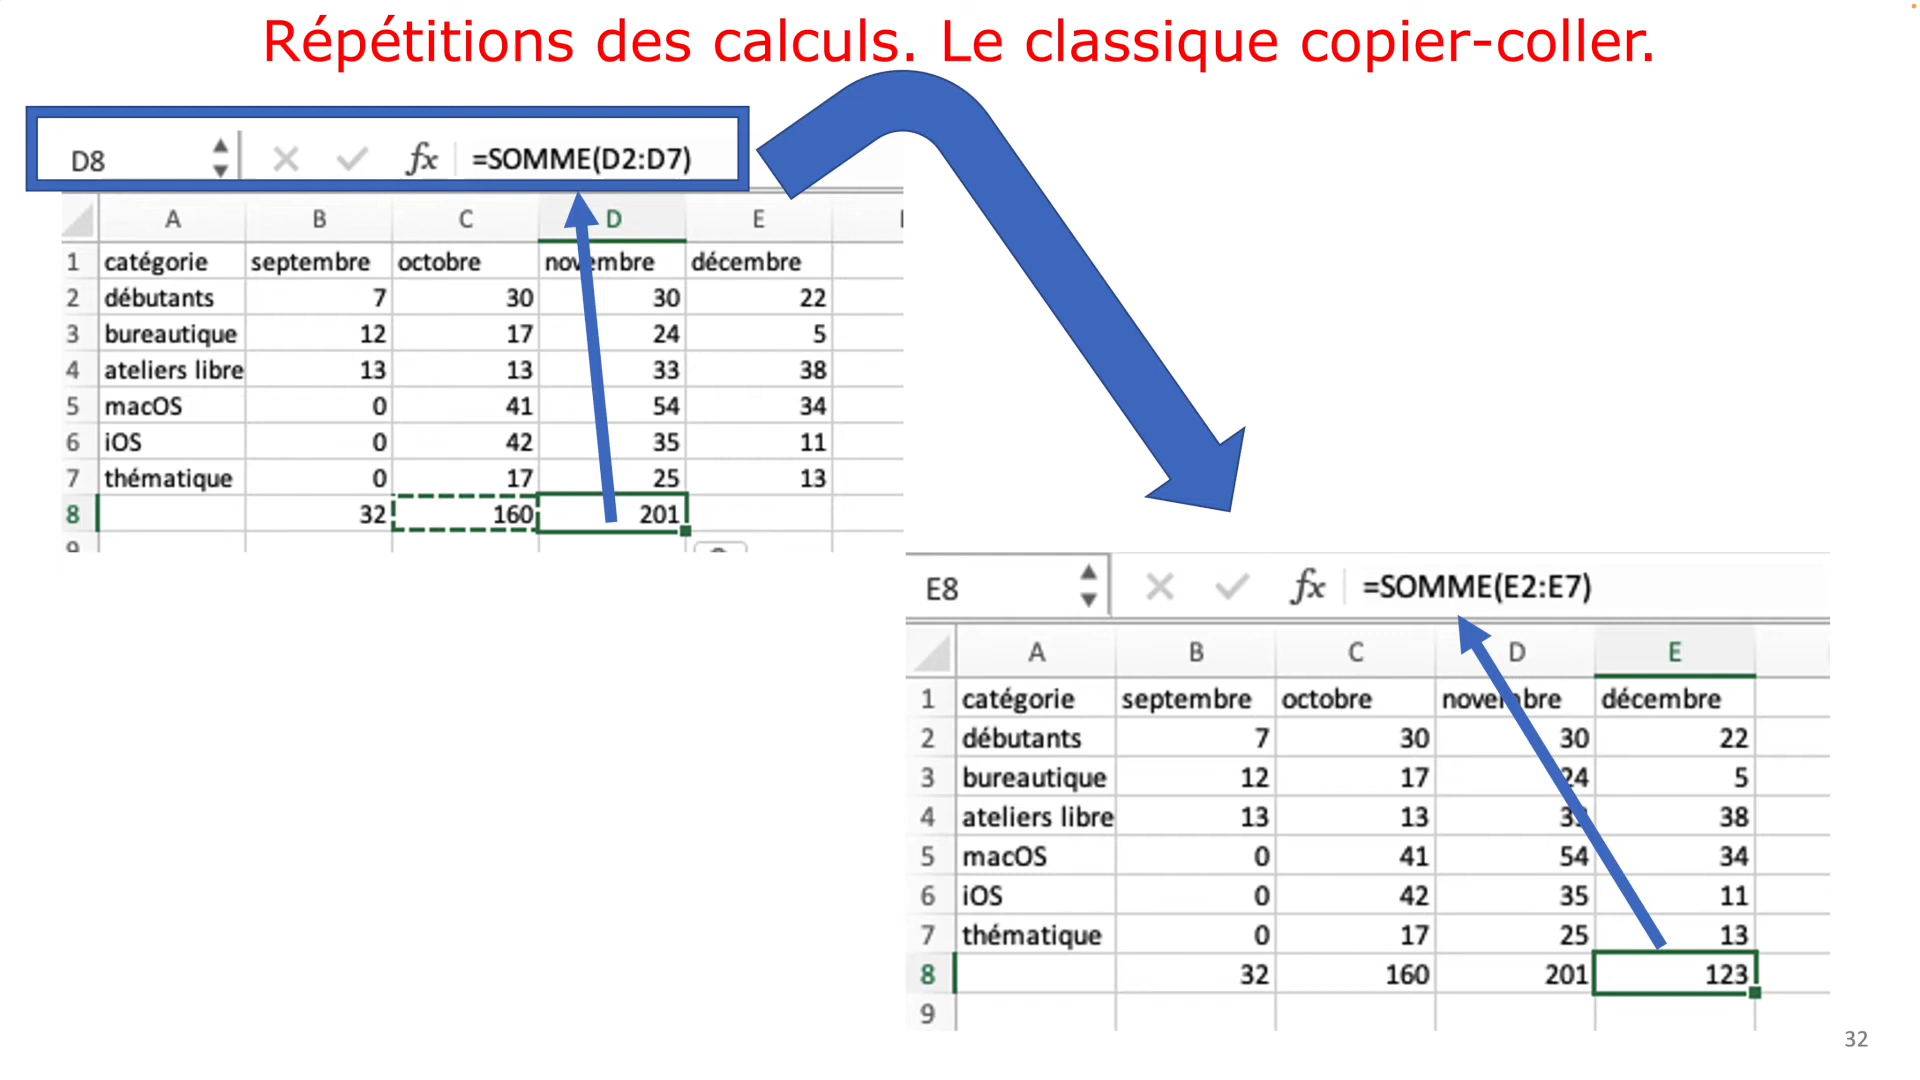 Répétitions des calculs. Le classique copier-coller.
D8 fx =SOMME(D2:D7)
A B C D E
1 catégorie septembre octobre novembre décembre
2 débutants 7 30 30 22
3 bureautique 12 17 24 5
4 ateliers libre 13 13 33 38
5 macOS 0 41 54 34
6 iOS 0 42 35 11
7 thématique 0 17 25 13
8 32 160 201
9
E8 fx =SOMME(E2:E7)
A B C D E
1 catégorie septembre octobre novembre décembre
2 débutants 7 30 30 22
3 bureautique 12 17 24 5
4 ateliers libre 13 13 33 38
5 macOS 0 41 54 34
6 iOS 0 42 35 11
7 thématique 0 17 25 13
8 32 160 201 123
9
32